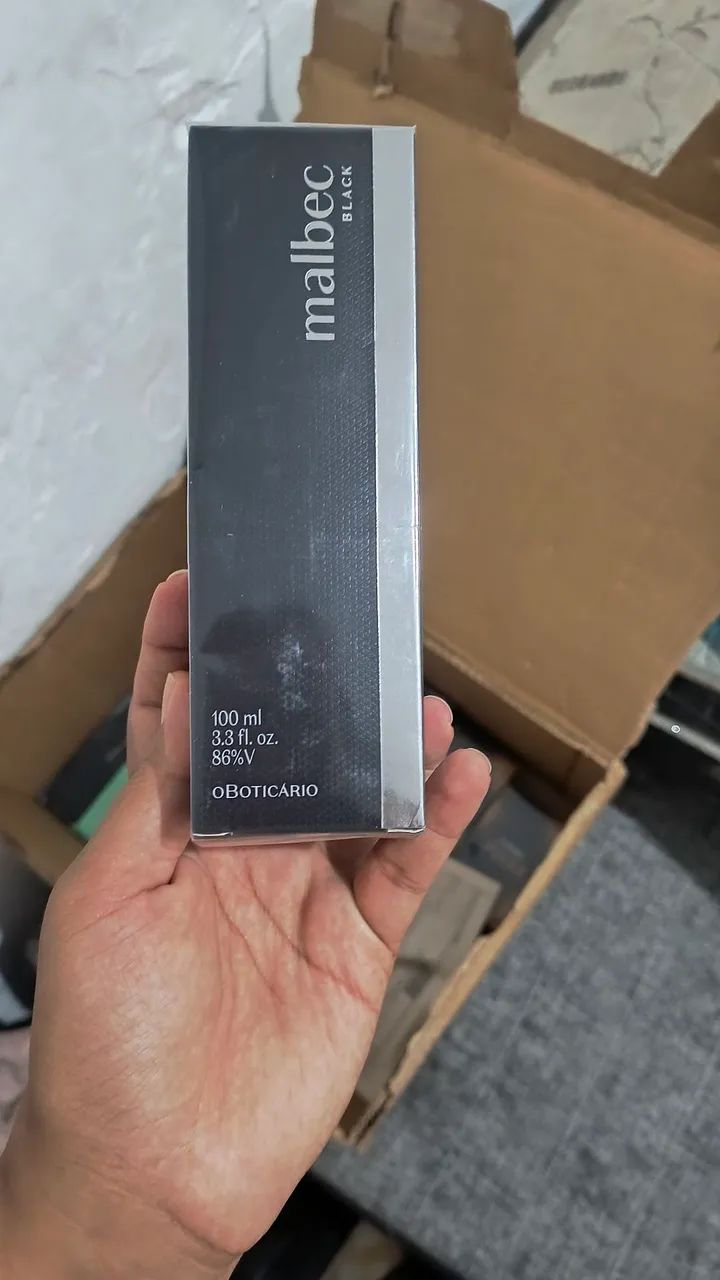 malbec
BLACK
100 ml
3.3 fl. oz.
86%V
oBOTICÁRIO